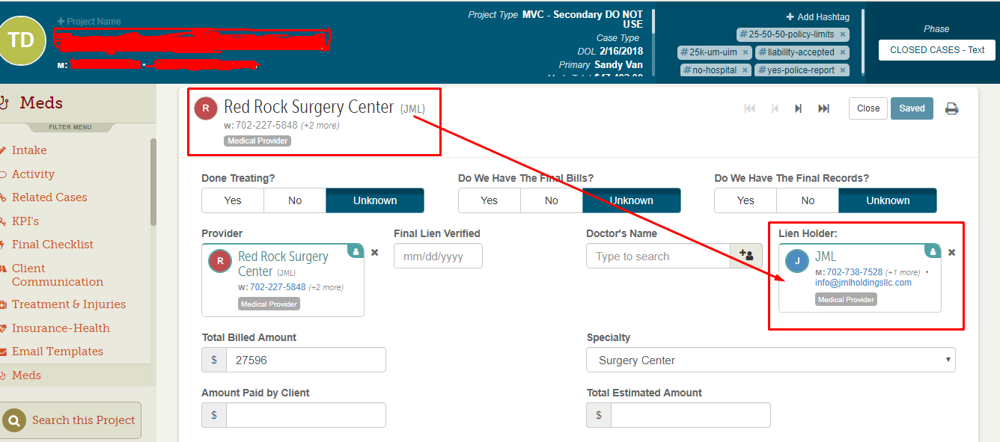 TD
Project Name
M:
Project Type MVC - Secondary DO NOT
USE
Case Type
DOL 2/16/2018
Primary Sandy Van
Add Hashtag
#25-50-50-policy-limits ×
#25k-um-uim × #liability-accepted ×
#no-hospital × #yes-police-report ×
Phase
CLOSED CASES - Text
Meds
FILTER MENU
Intake
Activity
Related Cases
KPI's
Final Checklist
Client
Communication
Treatment & Injuries
Insurance-Health
Email Templates
Meds
Search this Project
R Red Rock Surgery Center (JML)
W: 702-227-5848 (+2 more)
Medical Provider
Close Saved
Done Treating? Do We Have The Final Bills? Do We Have The Final Records?
Yes No Unknown Yes No Unknown Yes No Unknown
Provider Final Lien Verified Doctor's Name Lien Holder:
R Red Rock Surgery
Center (JML)
W: 702-227-5848 (+2 more)
Medical Provider
mm/dd/yyyy
Type to search
J JML
M: 702-738-7528 (+1 more) •
info@jmlholdingsllc.com
Medical Provider
Total Billed Amount Specialty
$ 27596 Surgery Center
Amount Paid by Client Total Estimated Amount
$ $